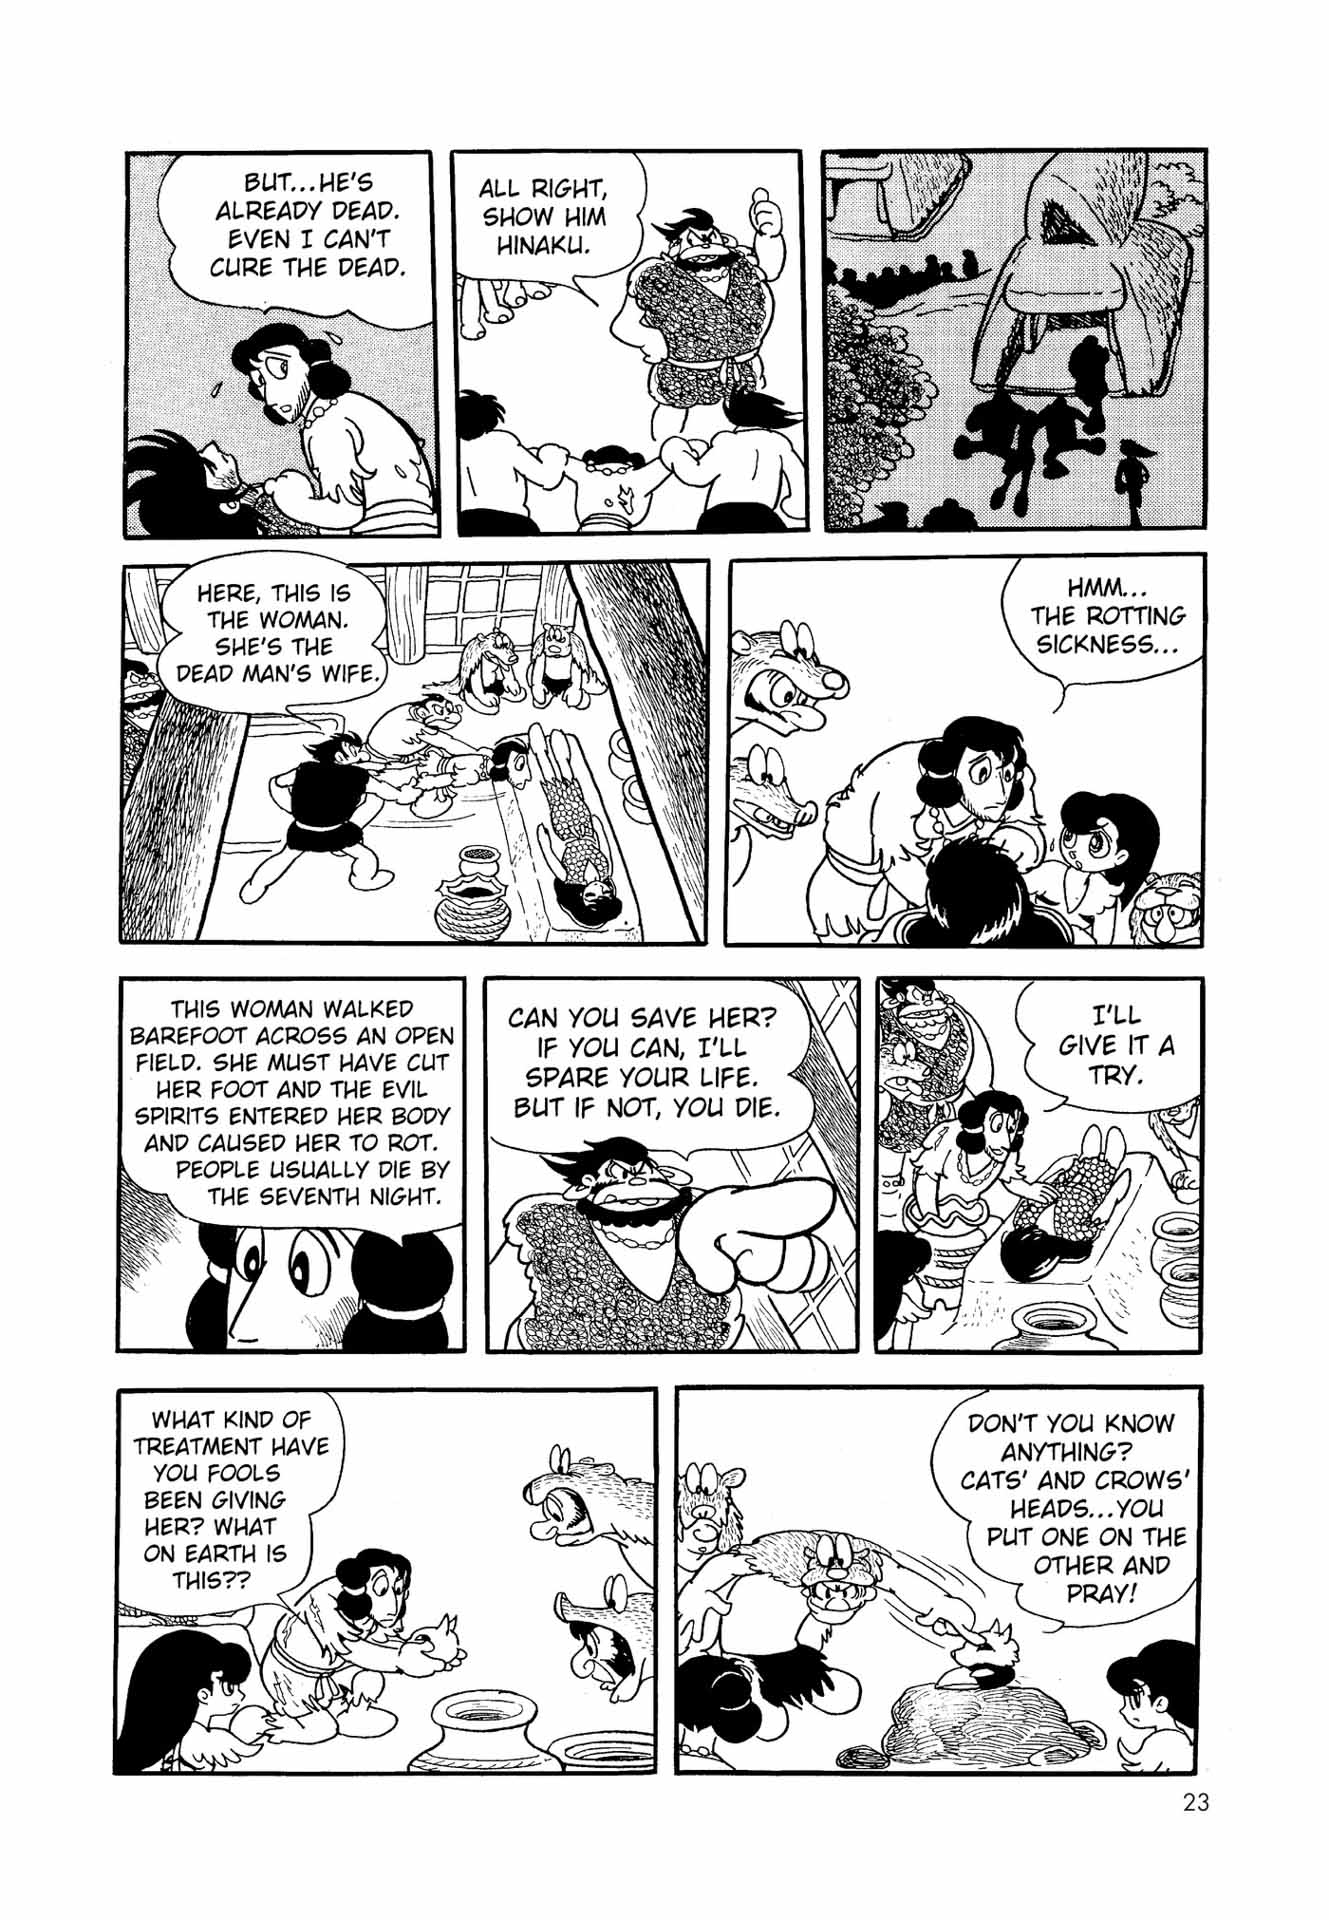 BUT...HE'S
ALREADY DEAD.
EVEN I CAN'T
CURE THE DEAD.
ALL RIGHT,
SHOW HIM
HINAKU.
HERE, THIS IS
THE WOMAN.
SHE'S THE
DEAD MAN'S WIFE.
HMM...
THE ROTTING
SICKNESS...
THIS WOMAN WALKED
BAREFOOT ACROSS AN OPEN
FIELD. SHE MUST HAVE CUT
HER FOOT AND THE EVIL
SPIRITS ENTERED HER BODY
AND CAUSED HER TO ROT.
PEOPLE USUALLY DIE BY
THE SEVENTH NIGHT.
CAN YOU SAVE HER?
IF YOU CAN, I'LL
SPARE YOUR LIFE.
BUT IF NOT, YOU DIE.
I'LL
GIVE IT A
TRY.
WHAT KIND OF
TREATMENT HAVE
YOU FOOLS
BEEN GIVING
HER? WHAT
ON EARTH IS
THIS??
DON'T YOU KNOW
ANYTHING?
CATS' AND CROWS'
HEADS...YOU
PUT ONE ON THE
OTHER AND
PRAY!
23